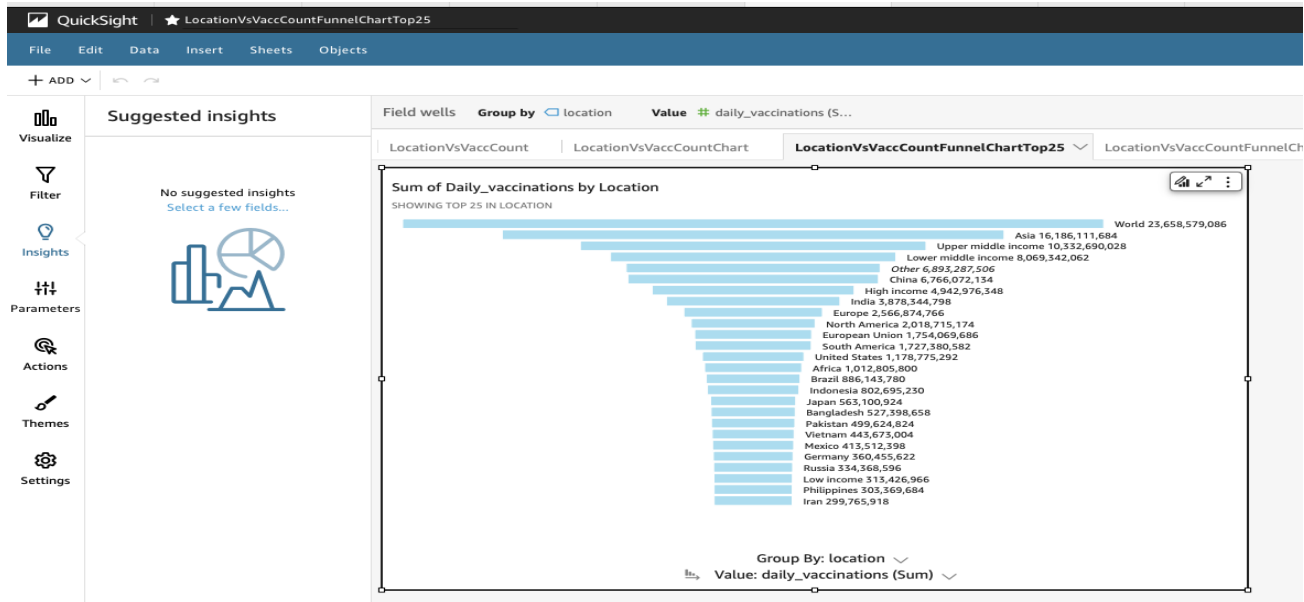 QuickSight LocationVsVaccCountFunnelChartTop25
File Edit Data Insert Sheets Objects
ADD
Visualize
Filter
Insights
Parameters
Actions
Themes
Settings
Suggested insights
No suggested insights
Select a few fields...
Field wells Group by location Value daily_vaccinations (S...
LocationVsVaccCount LocationVsVaccCountChart LocationVsVaccCountFunnelChartTop25 LocationVsVaccCountFunnelCh
Sum of Daily_vaccinations by Location
SHOWING TOP 25 IN LOCATION
World 23,658,579,086
Asia 16,186,111,684
Upper middle income 10,332,690,028
Lower middle income 8,069,342,062
Other 6,893,287,506
China 6,766,072,134
High income 4,942,976,348
India 3,878,344,798
Europe 2,566,874,766
North America 2,018,715,174
European Union 1,754,069,686
South America 1,727,380,582
United States 1,178,775,292
Africa 1,012,805,800
Brazil 886,143,780
Indonesia 802,695,230
Japan 563,100,924
Bangladesh 527,398,658
Pakistan 499,624,824
Vietnam 443,673,004
Mexico 413,512,398
Germany 360,455,622
Russia 334,368,596
Low income 313,426,966
Philippines 303,369,684
Iran 299,765,918
Group By: location
Value: daily_vaccinations (Sum)